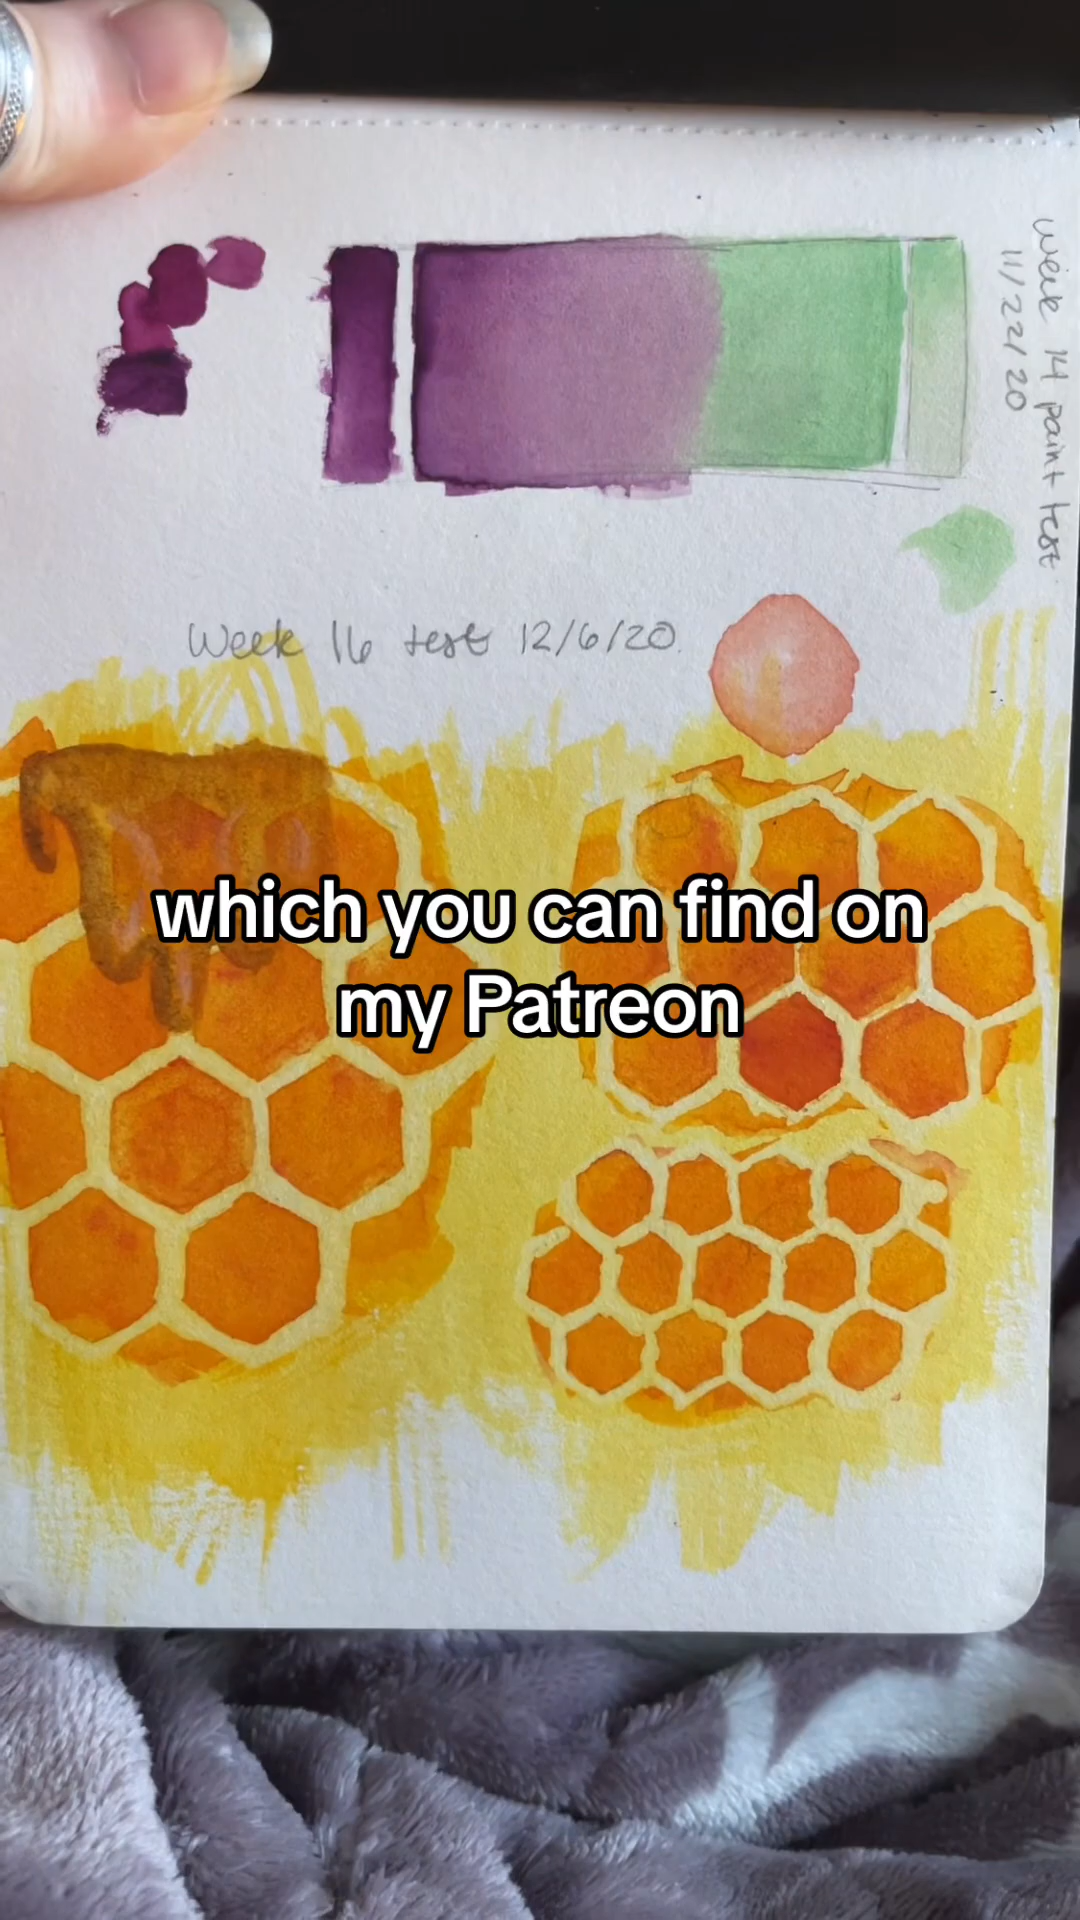 week 14 paint test
11/22/20
Week 16 test 12/6/20.
which you can find on
my Patreon